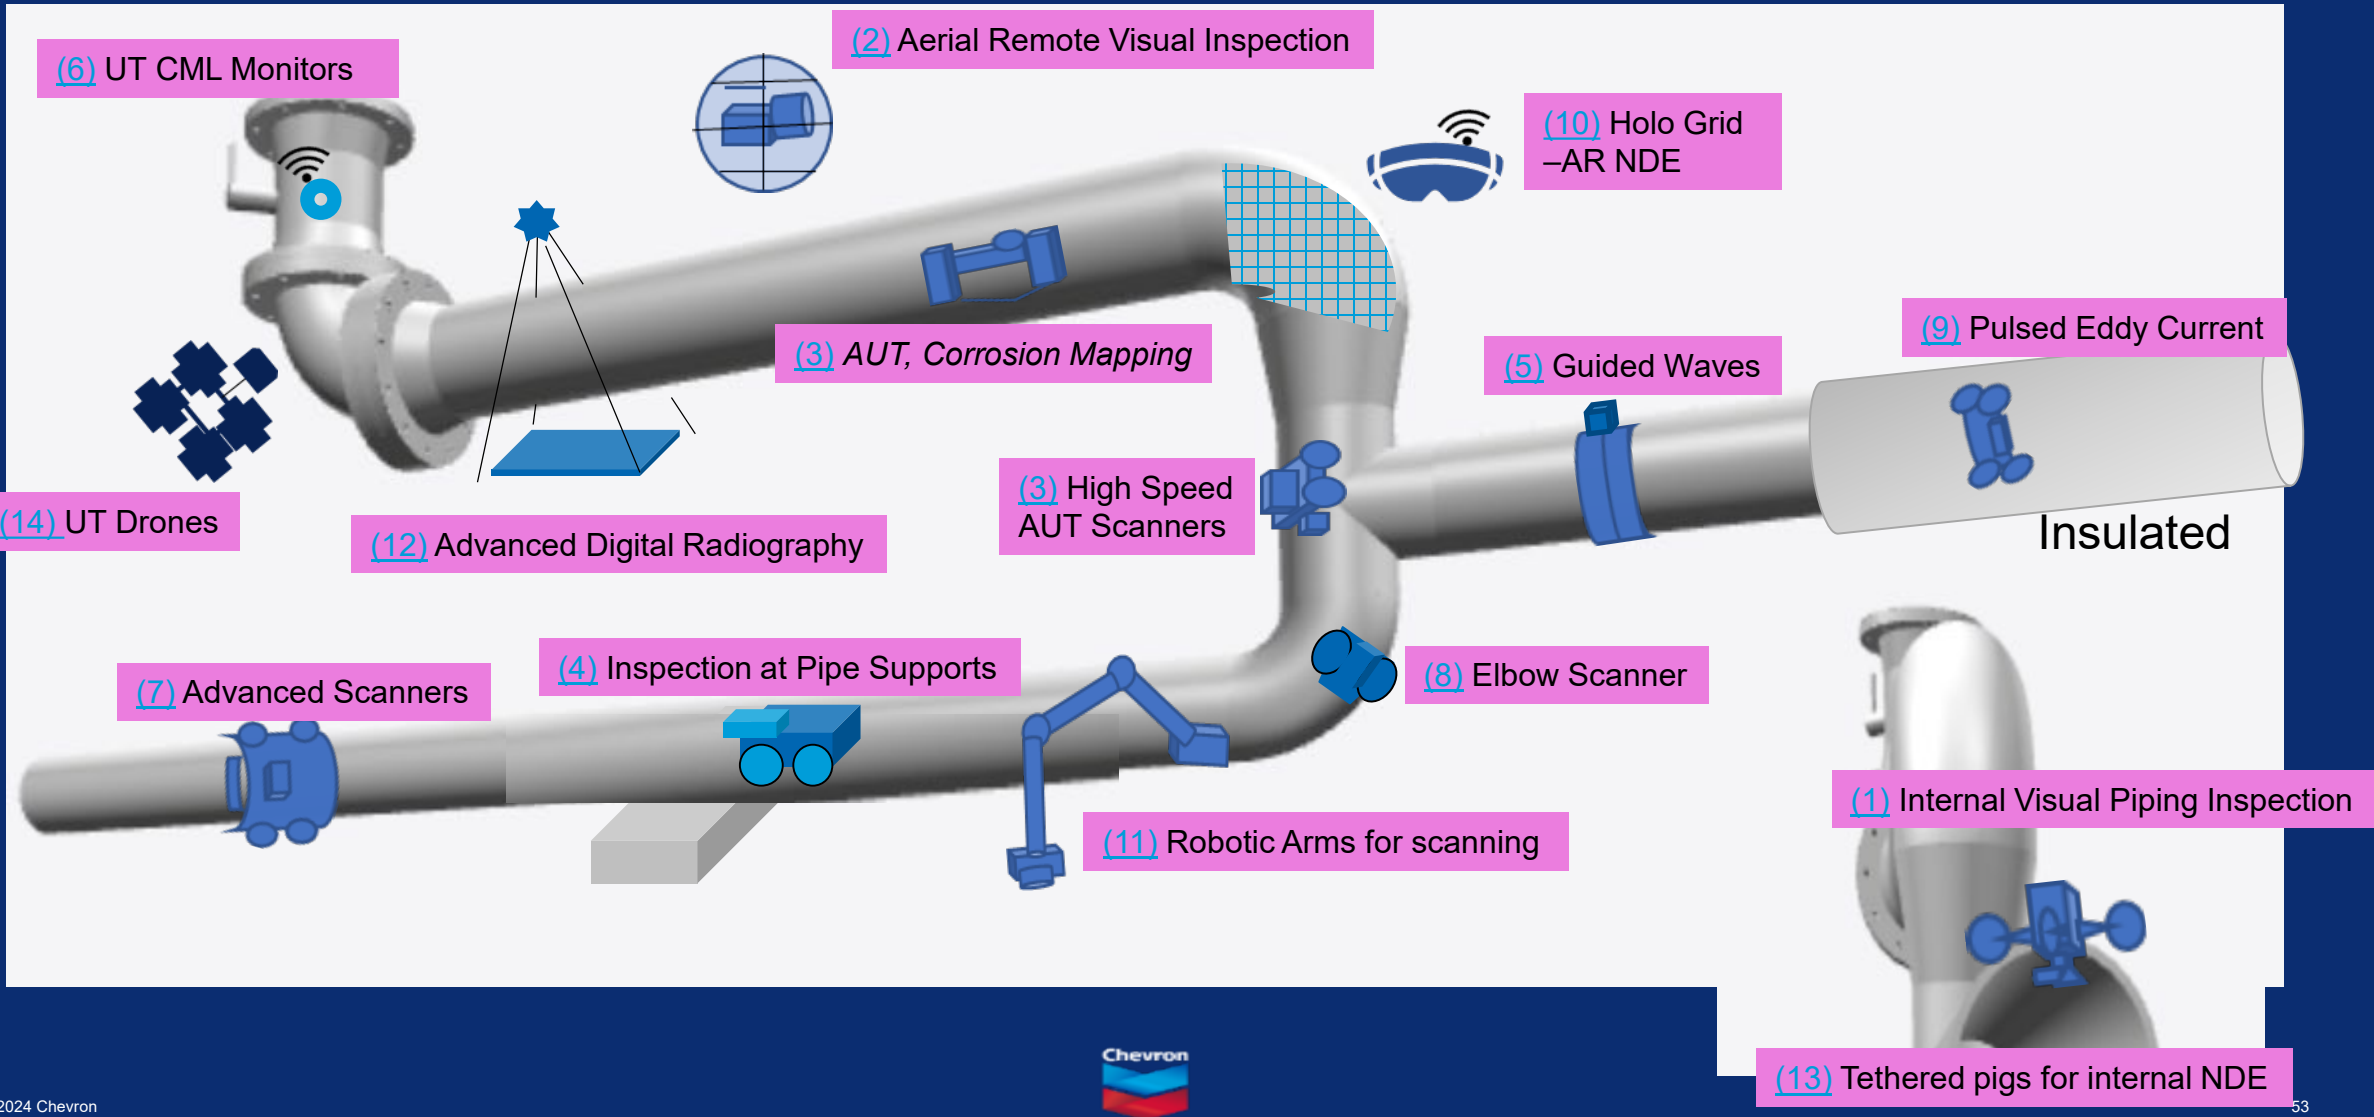 (2) Aerial Remote Visual Inspection
(6) UT CML Monitors
(10) Holo Grid
–AR NDE
(9) Pulsed Eddy Current
(3) AUT, Corrosion Mapping
(5) Guided Waves
(3) High Speed
AUT Scanners
(14) UT Drones
(12) Advanced Digital Radiography
Insulated
(7) Advanced Scanners
(4) Inspection at Pipe Supports
(8) Elbow Scanner
(1) Internal Visual Piping Inspection
(11) Robotic Arms for scanning
Chevron
(13) Tethered pigs for internal NDE
2024 Chevron
53